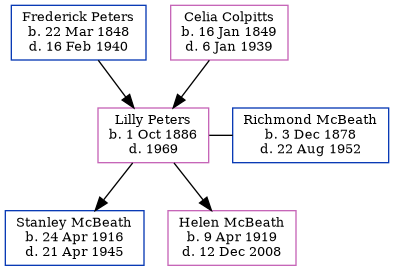 Frederick Peters
b. 22 Mar 1848
d. 16 Feb 1940
Celia Colpitts
b. 16 Jan 1849
d. 6 Jan 1939
Lilly Peters
b. 1 Oct 1886
d. 1969
Richmond McBeath
b. 3 Dec 1878
d. 22 Aug 1952
Stanley McBeath
b. 24 Apr 1916
d. 21 Apr 1945
Helen McBeath
b. 9 Apr 1919
d. 12 Dec 2008